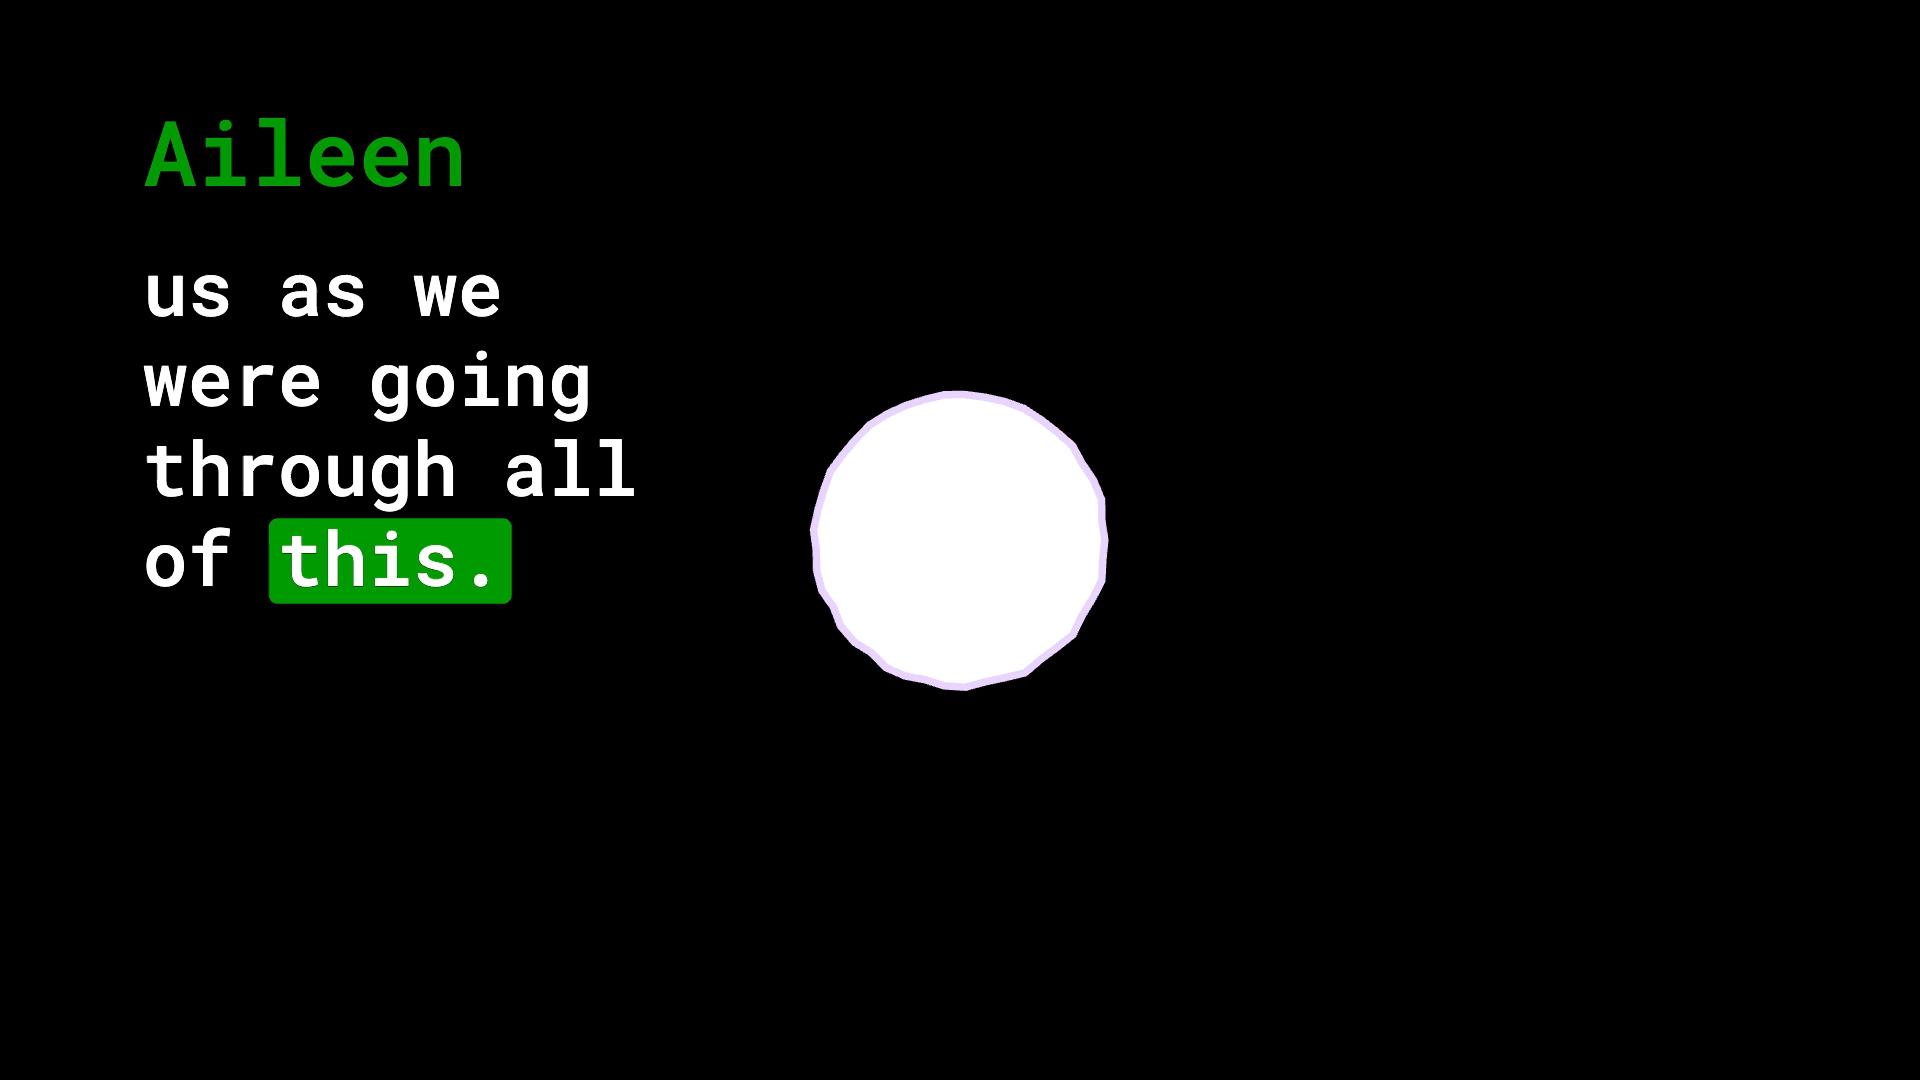 Aileen
us as we
were going
through all
of this.